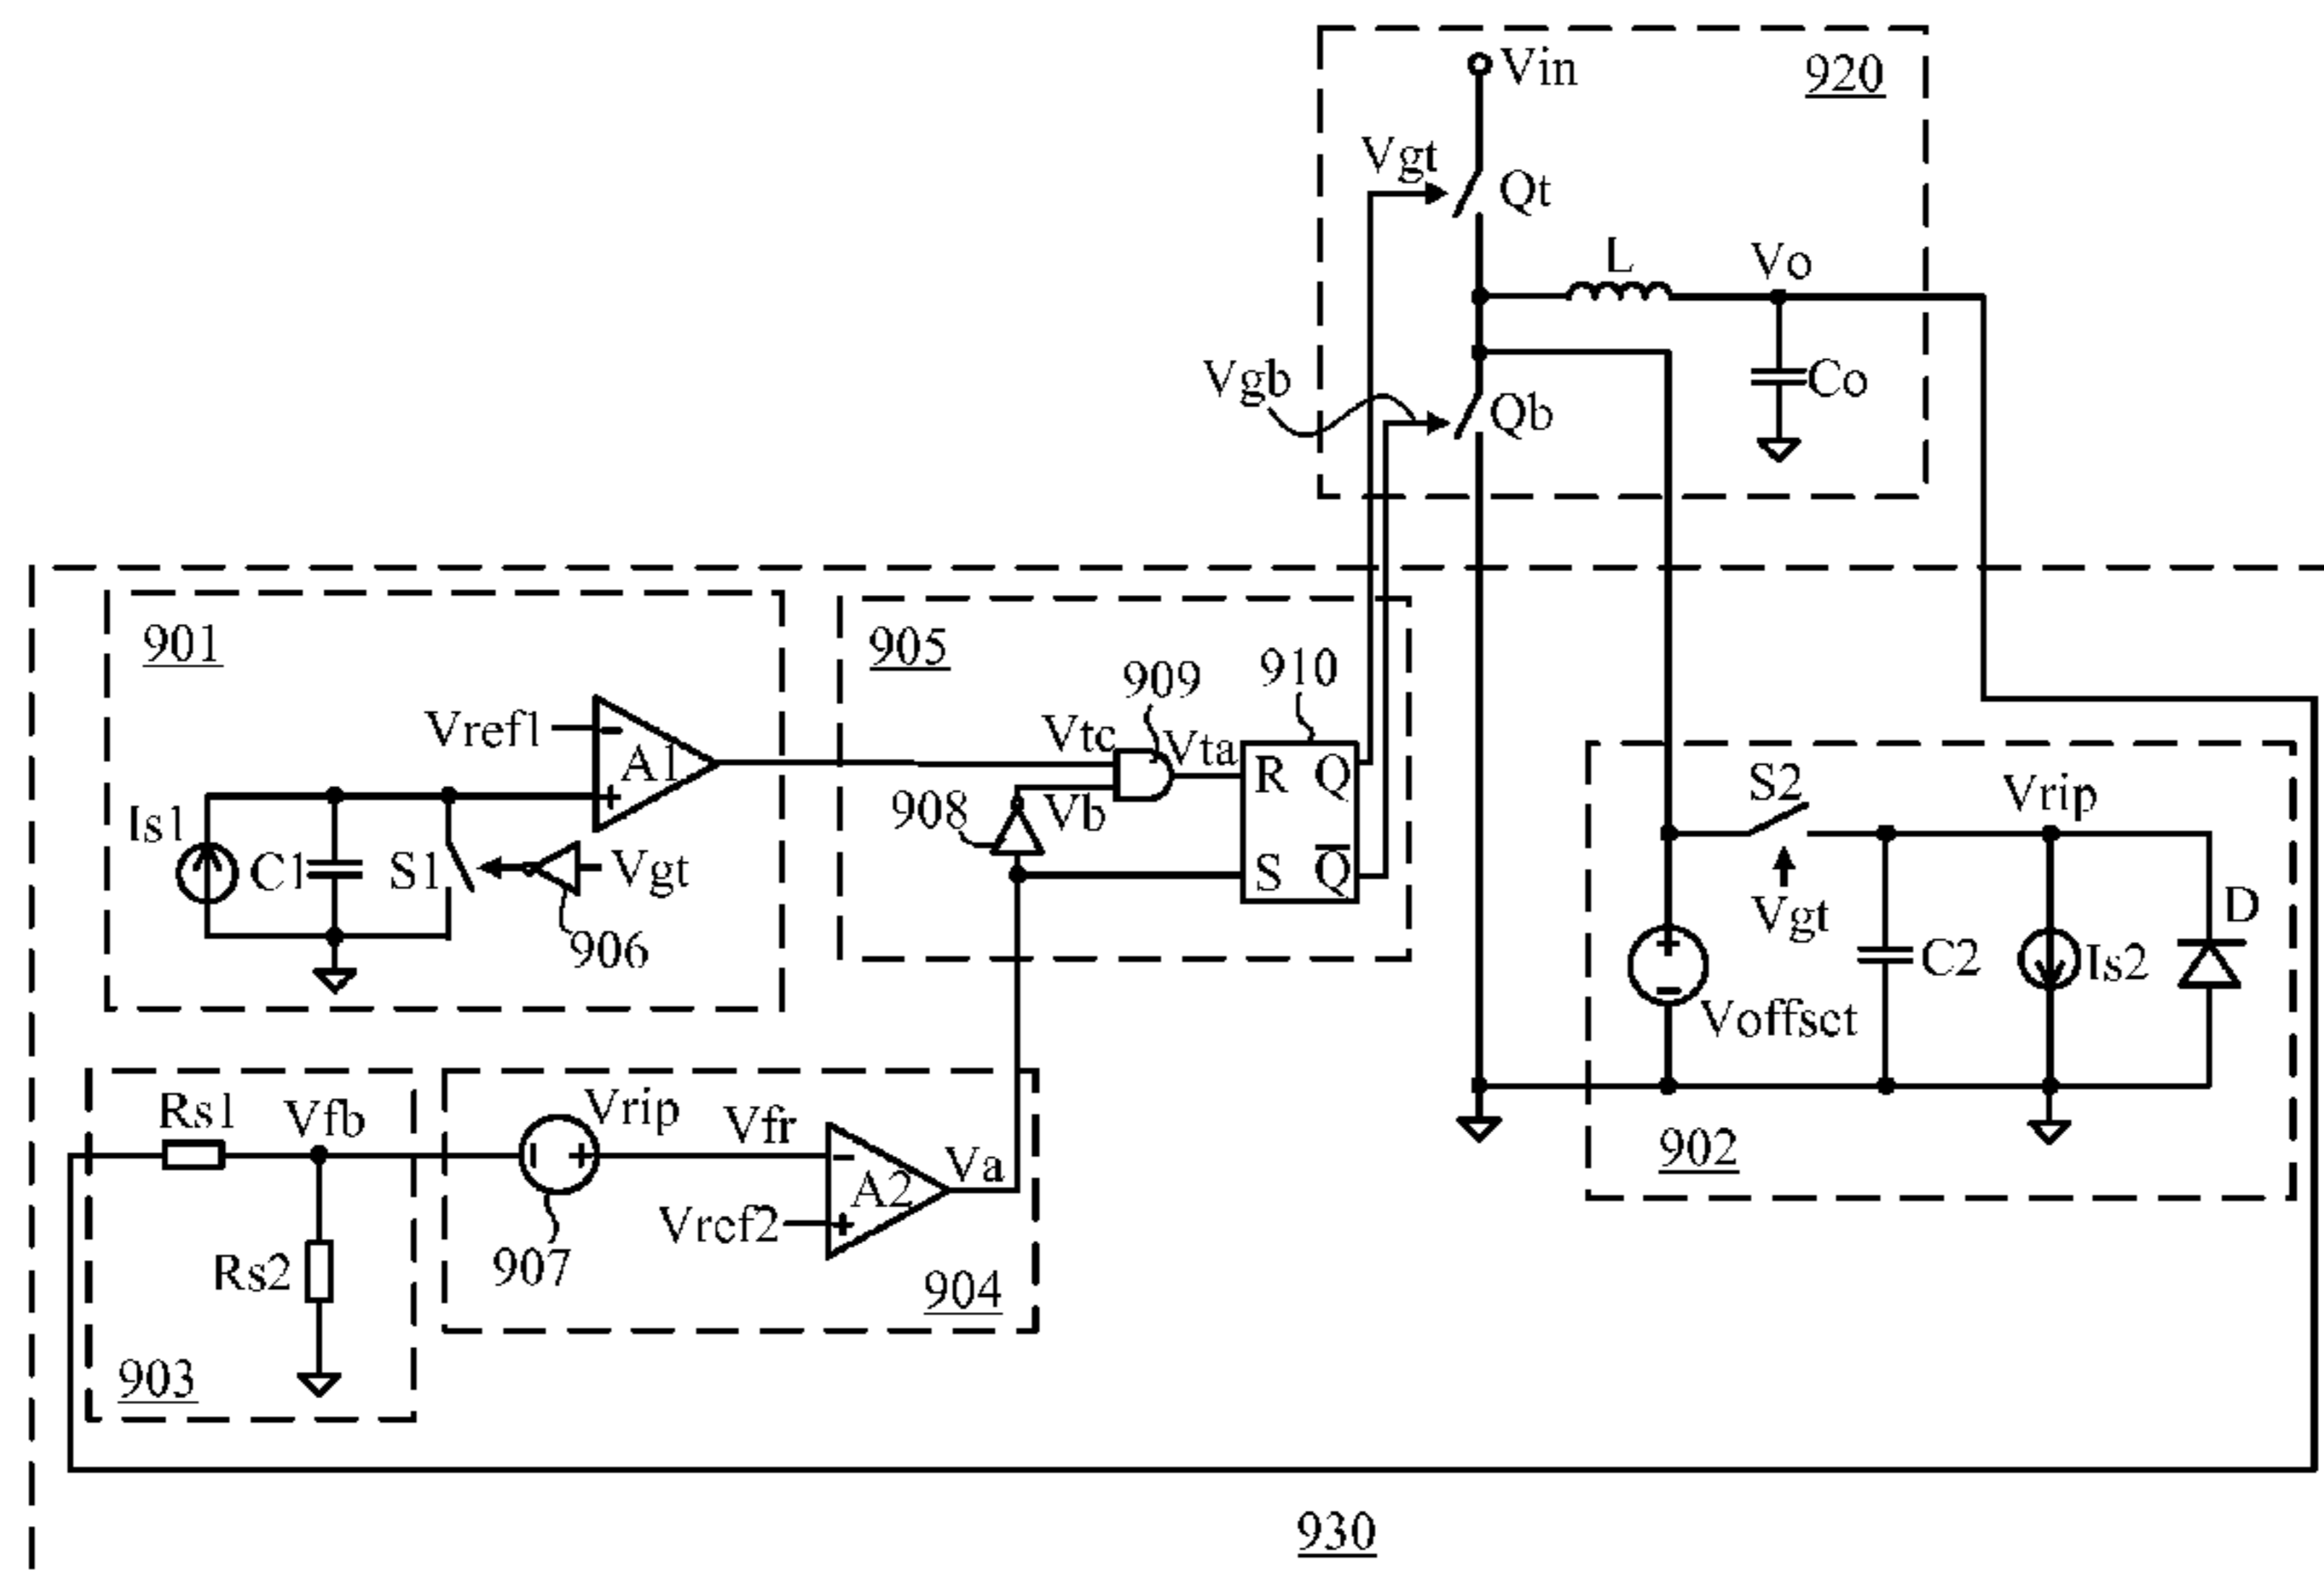 Vin
920
Vgt
Qt
L
Vo
Vgb
Qb
Co
901
905
909
910
Vref1
A1
Vtc
Vta
R
Q
Is1
C1
S1
Vgt
906
908
Vb
S
Q
S2
Vrip
Vgt
C2
Is2
D
Voffsct
902
Rs1
Vfb
Vrip
Vfr
Va
A2
Vrcf2
Rs2
907
904
903
930